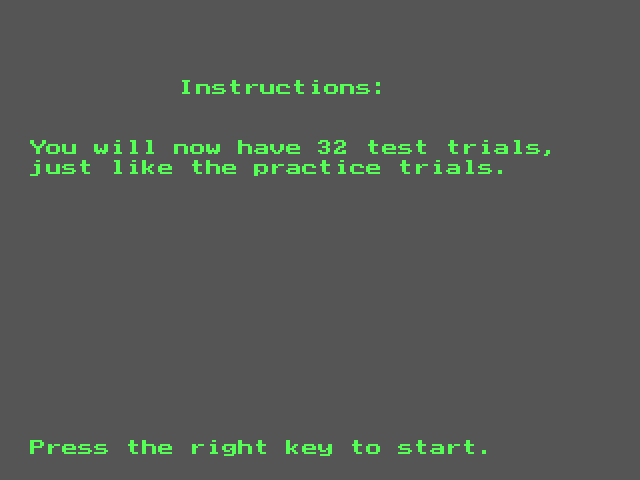 Instructions:
You will now have 32 test trials,
just like the practice trials.
Press the right key to start.